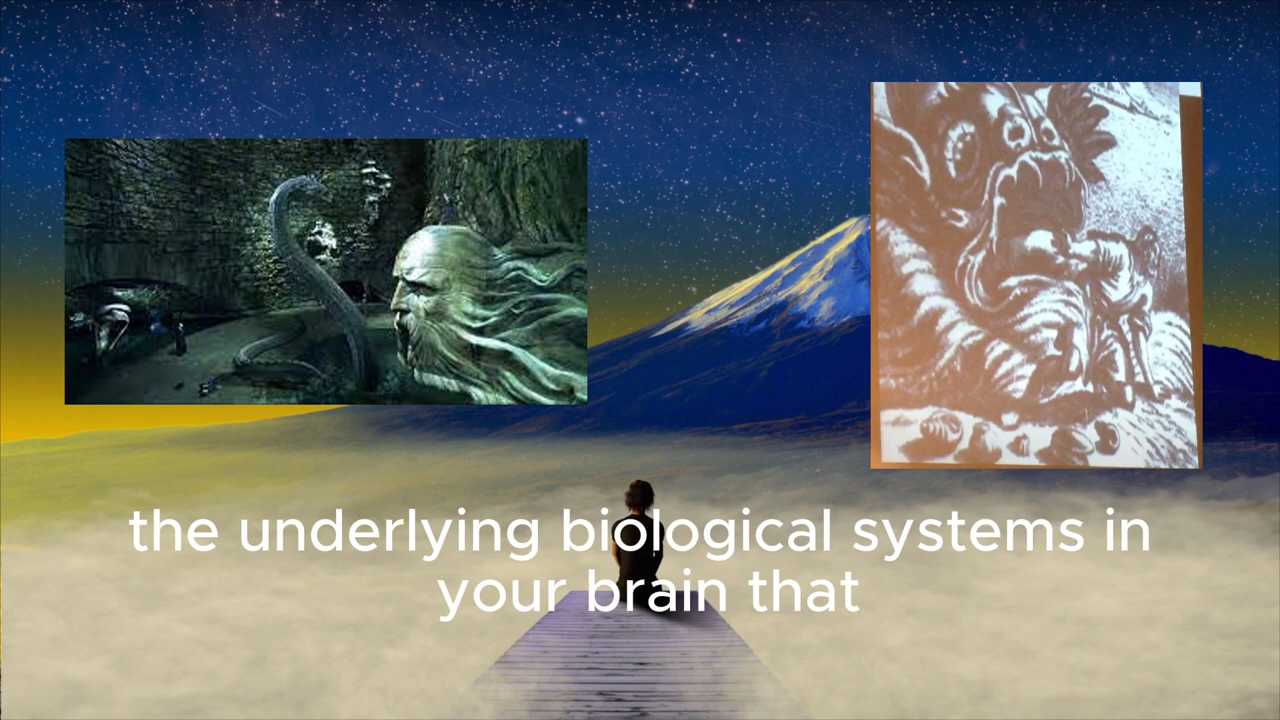 the underlying biological systems in
your brain that